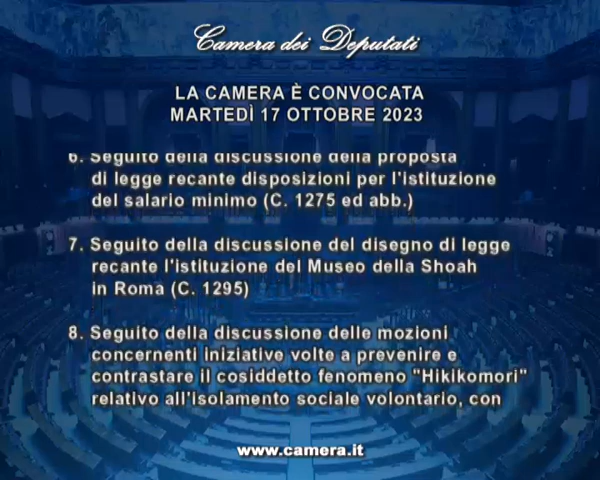 Camera dei Deputati
LA CAMERA È CONVOCATA
MARTEDÌ 17 OTTOBRE 2023
6. Seguito della discussione della proposta
di legge recante disposizioni per l'istituzione
del salario minimo (C. 1275 ed abb.)
7. Seguito della discussione del disegno di legge
recante l'istituzione del Museo della Shoah
in Roma (C. 1295)
8. Seguito della discussione delle mozioni
concernenti iniziative volte a prevenire e
contrastare il cosiddetto fenomeno "Hikikomori"
relativo all'isolamento sociale volontario, con
www.camera.it